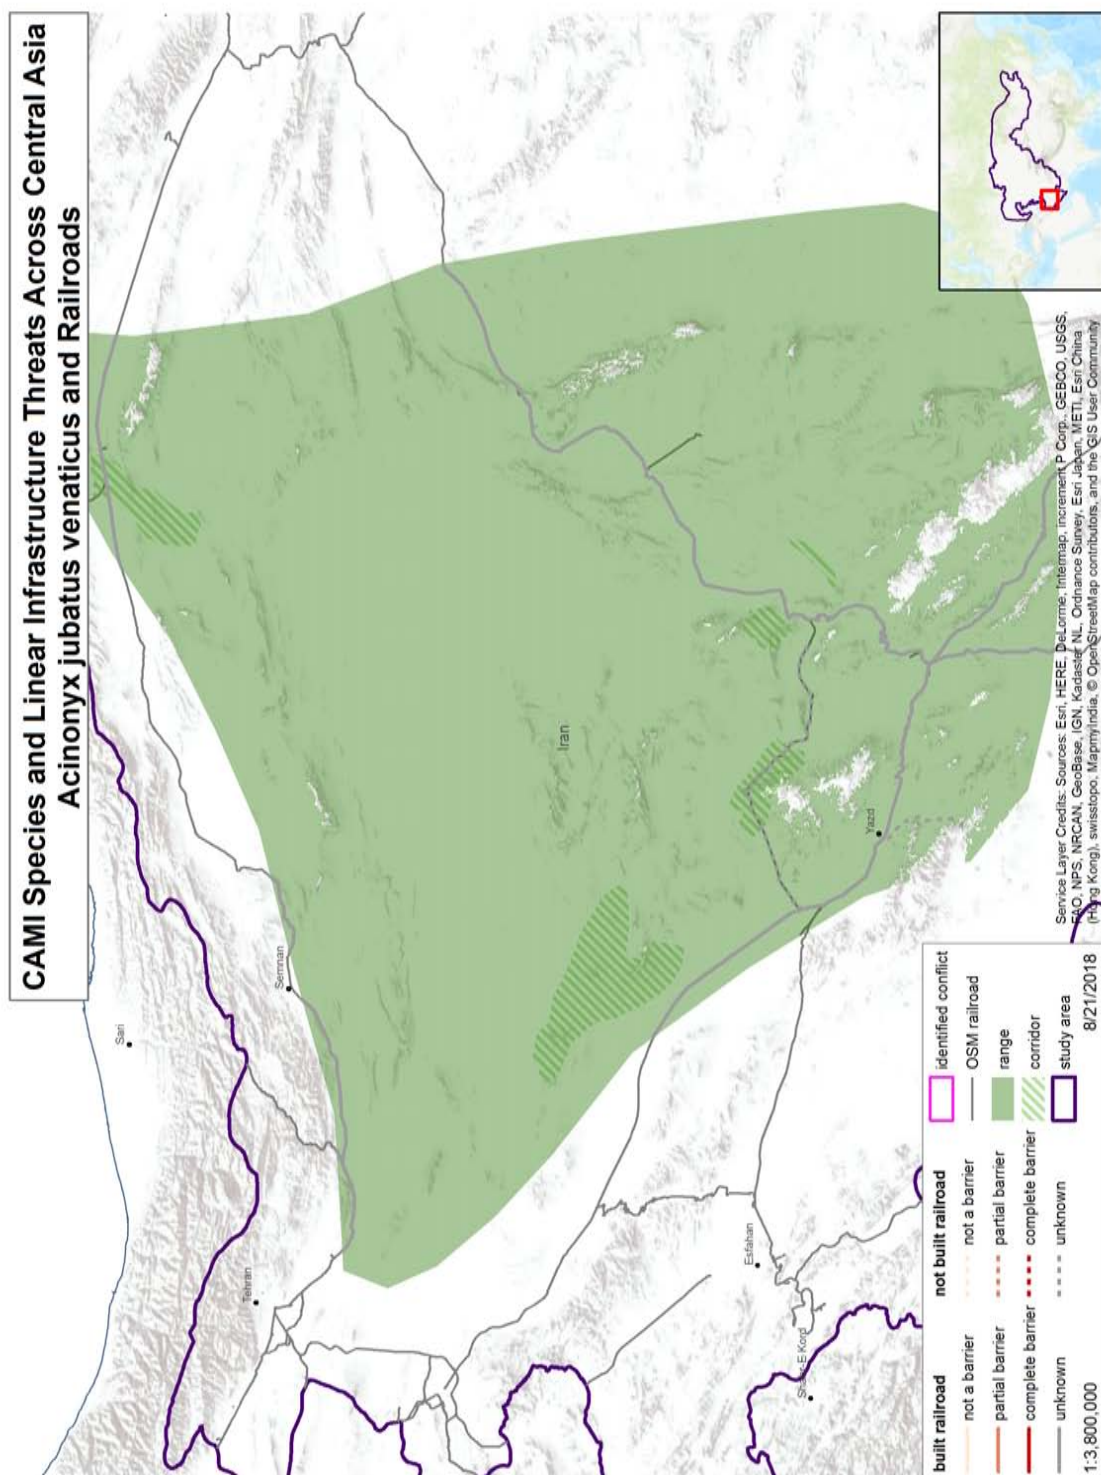 CAMI Species and Linear Infrastructure Threats Across Central Asia
Acinonyx jubatus venaticus and Railroads
Sari
Semnan
Tehran
Iran
Yazd
Esfahan
Shahr-E Kord
built railroad
not a barrier
partial barrier
complete barrier
unknown
not built railroad
not a barrier
partial barrier
complete barrier
unknown
identified conflict
OSM railroad
range
corridor
study area
1:3,800,000
8/21/2018
Service Layer Credits: Sources: Esri, HERE, DeLorme, Intermap, increment P Corp., GEBCO, USGS,
FAO, NPS, NRCAN, GeoBase, IGN, Kadaster NL, Ordnance Survey, Esri Japan, METI, Esri China
(Hong Kong), swisstopo, MapmyIndia, © OpenStreetMap contributors, and the GIS User Community